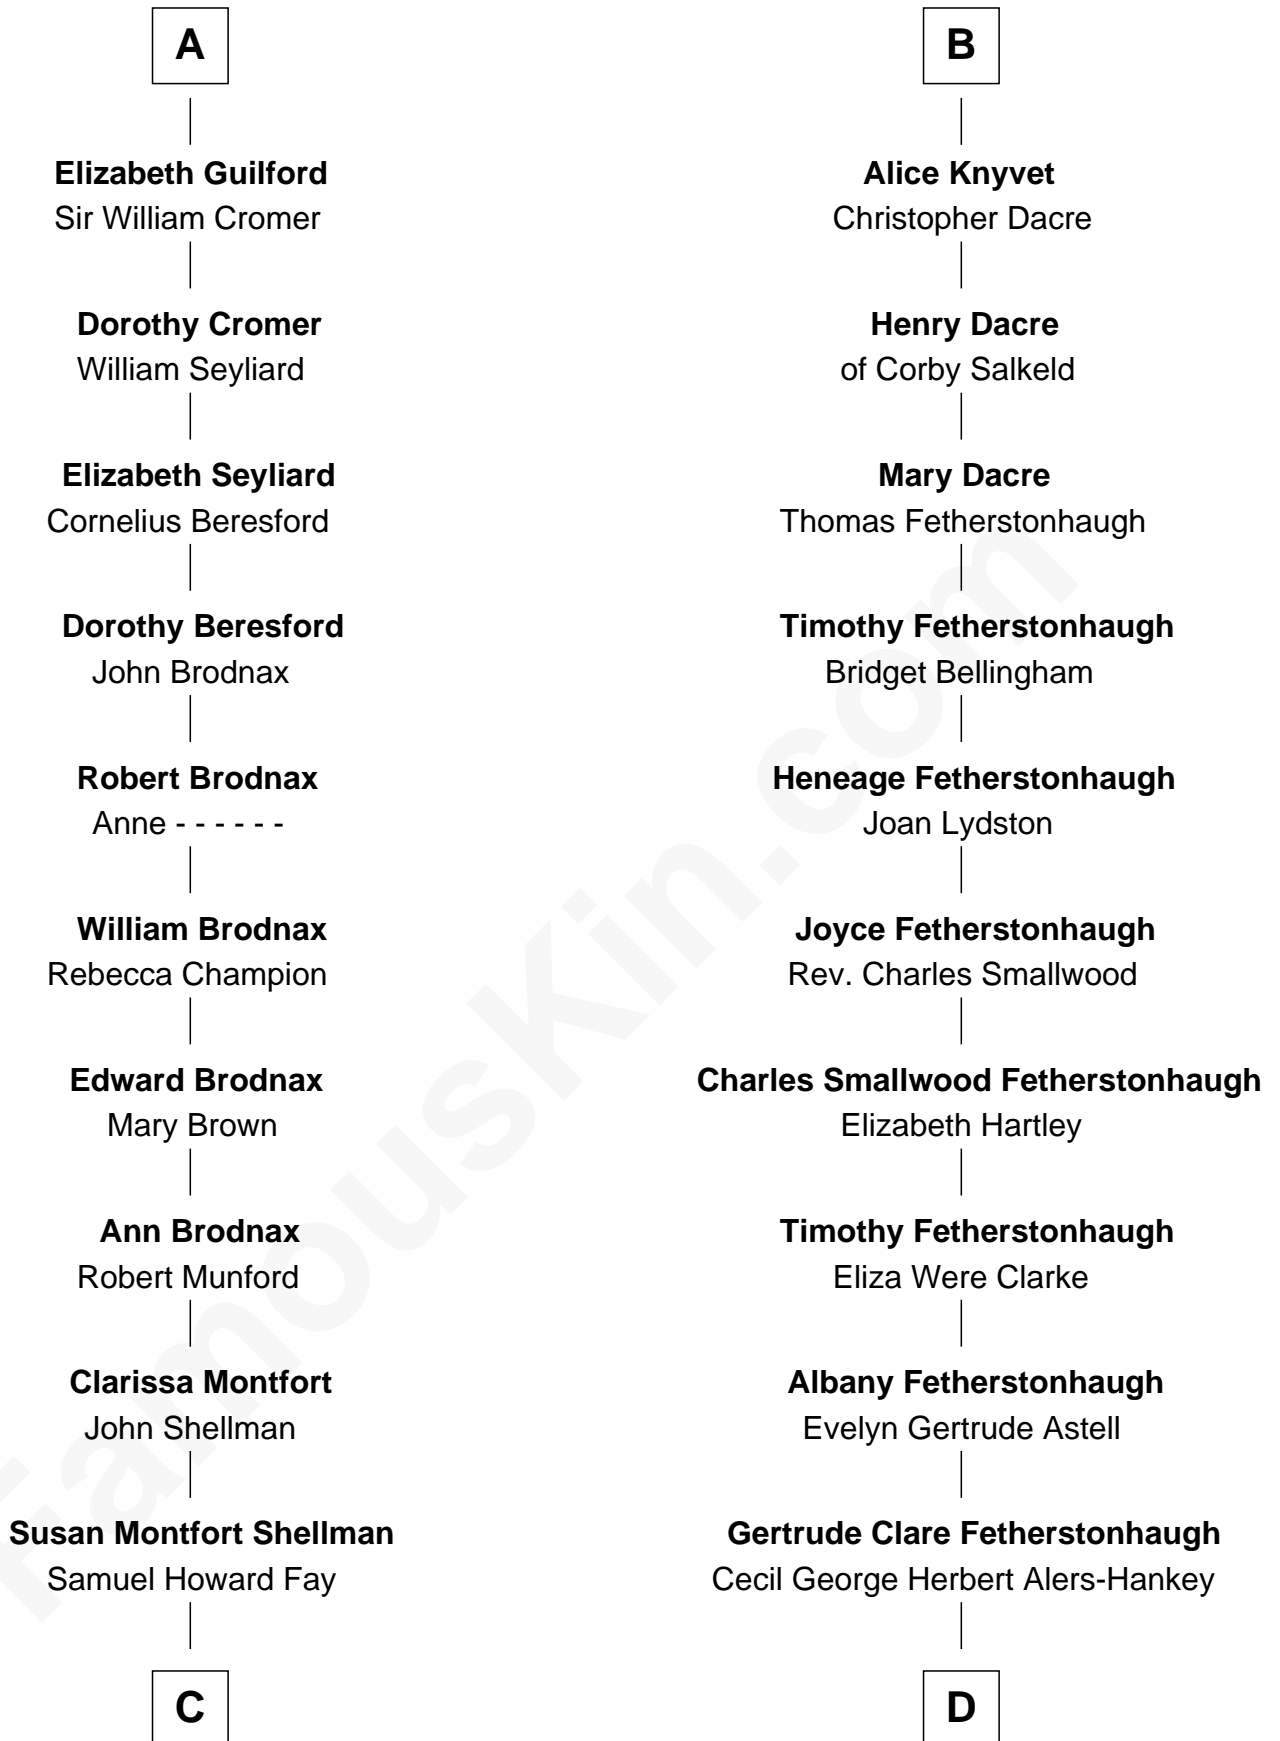 A
Elizabeth Guilford
Sir William Cromer
Dorothy Cromer
William Seyliard
Elizabeth Seyliard
Cornelius Beresford
Dorothy Beresford
John Brodnax
Robert Brodnax
Anne - - - - - -
William Brodnax
Rebecca Champion
Edward Brodnax
Mary Brown
Ann Brodnax
Robert Munford
Clarissa Montfort
John Shellman
Susan Montfort Shellman
Samuel Howard Fay
C
B
Alice Knyvet
Christopher Dacre
Henry Dacre
of Corby Salkeld
Mary Dacre
Thomas Fetherstonhaugh
Timothy Fetherstonhaugh
Bridget Bellingham
Heneage Fetherstonhaugh
Joan Lydston
Joyce Fetherstonhaugh
Rev. Charles Smallwood
Charles Smallwood Fetherstonhaugh
Elizabeth Hartley
Timothy Fetherstonhaugh
Eliza Were Clarke
Albany Fetherstonhaugh
Evelyn Gertrude Astell
Gertrude Clare Fetherstonhaugh
Cecil George Herbert Alers-Hankey
D
FamousKin.com